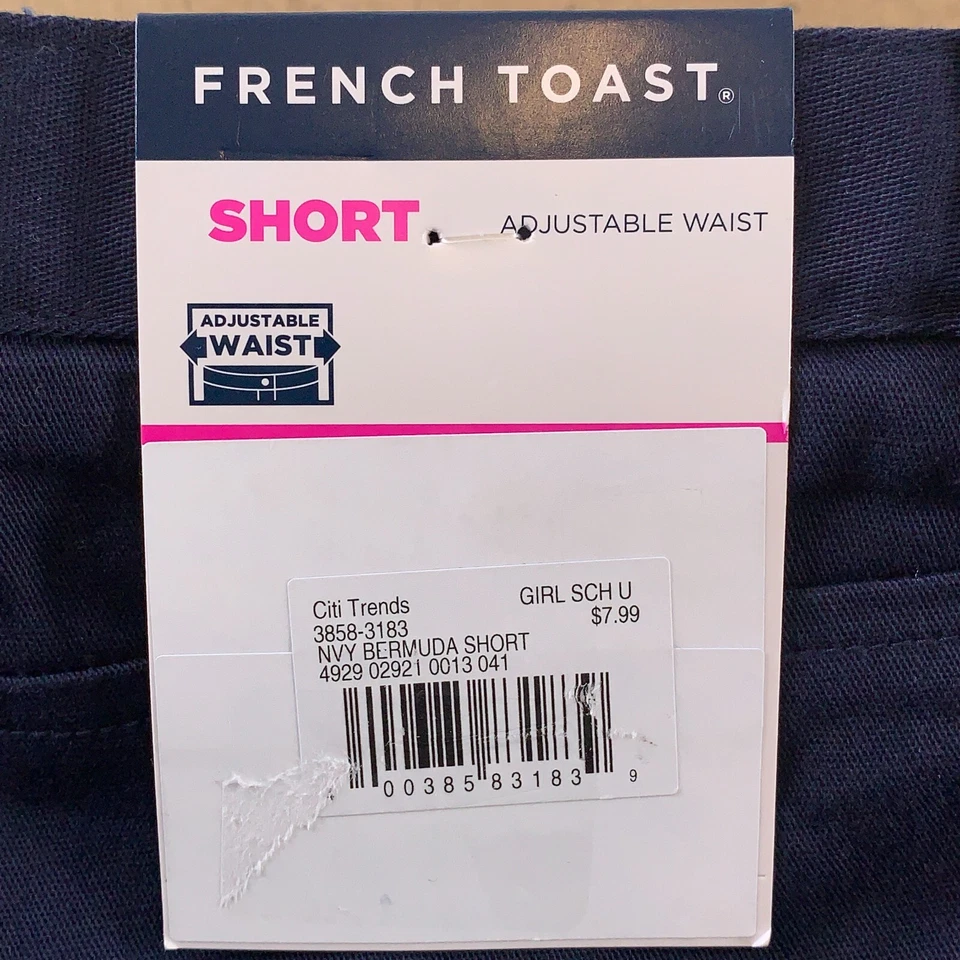 FRENCH TOAST®
SHORT ADJUSTABLE WAIST
ADJUSTABLE
WAIST
Citi Trends GIRL SCH U
3858-3183 $7.99
NVY BERMUDA SHORT
4929 02921 0013 041
00385 83183 9